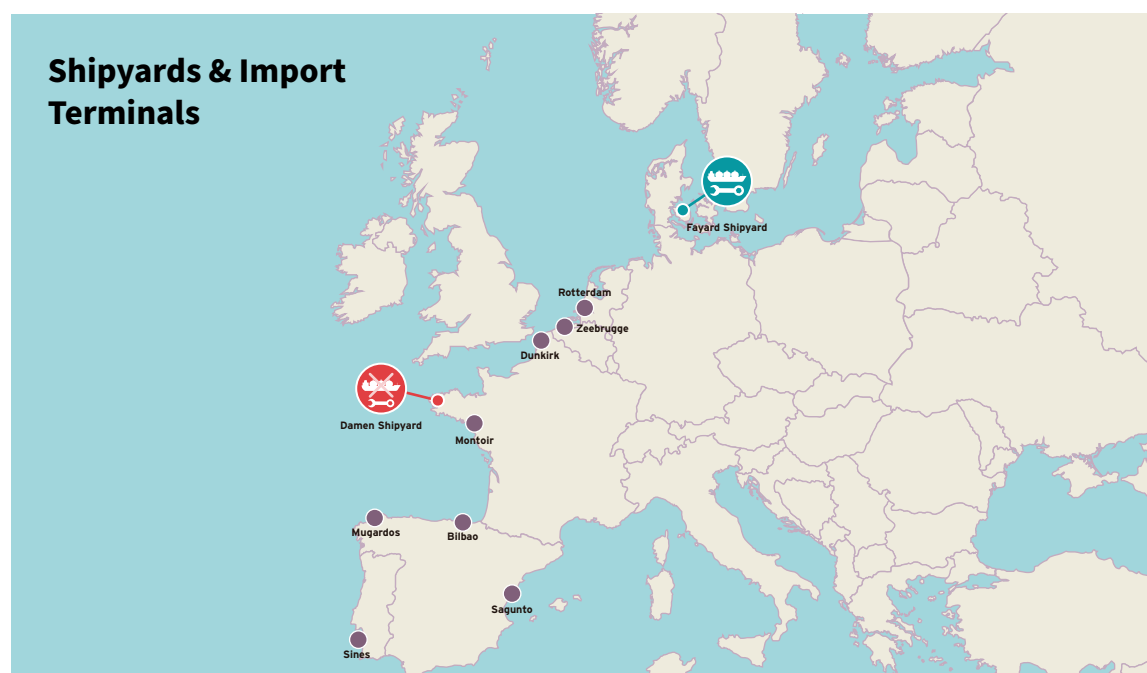 Shipyards & Import
Terminals
Fayard Shipyard
Rotterdam
Zeebrugge
Dunkirk
Damen Shipyard
Montoir
Mugardos
Bilbao
Sagunto
Sines